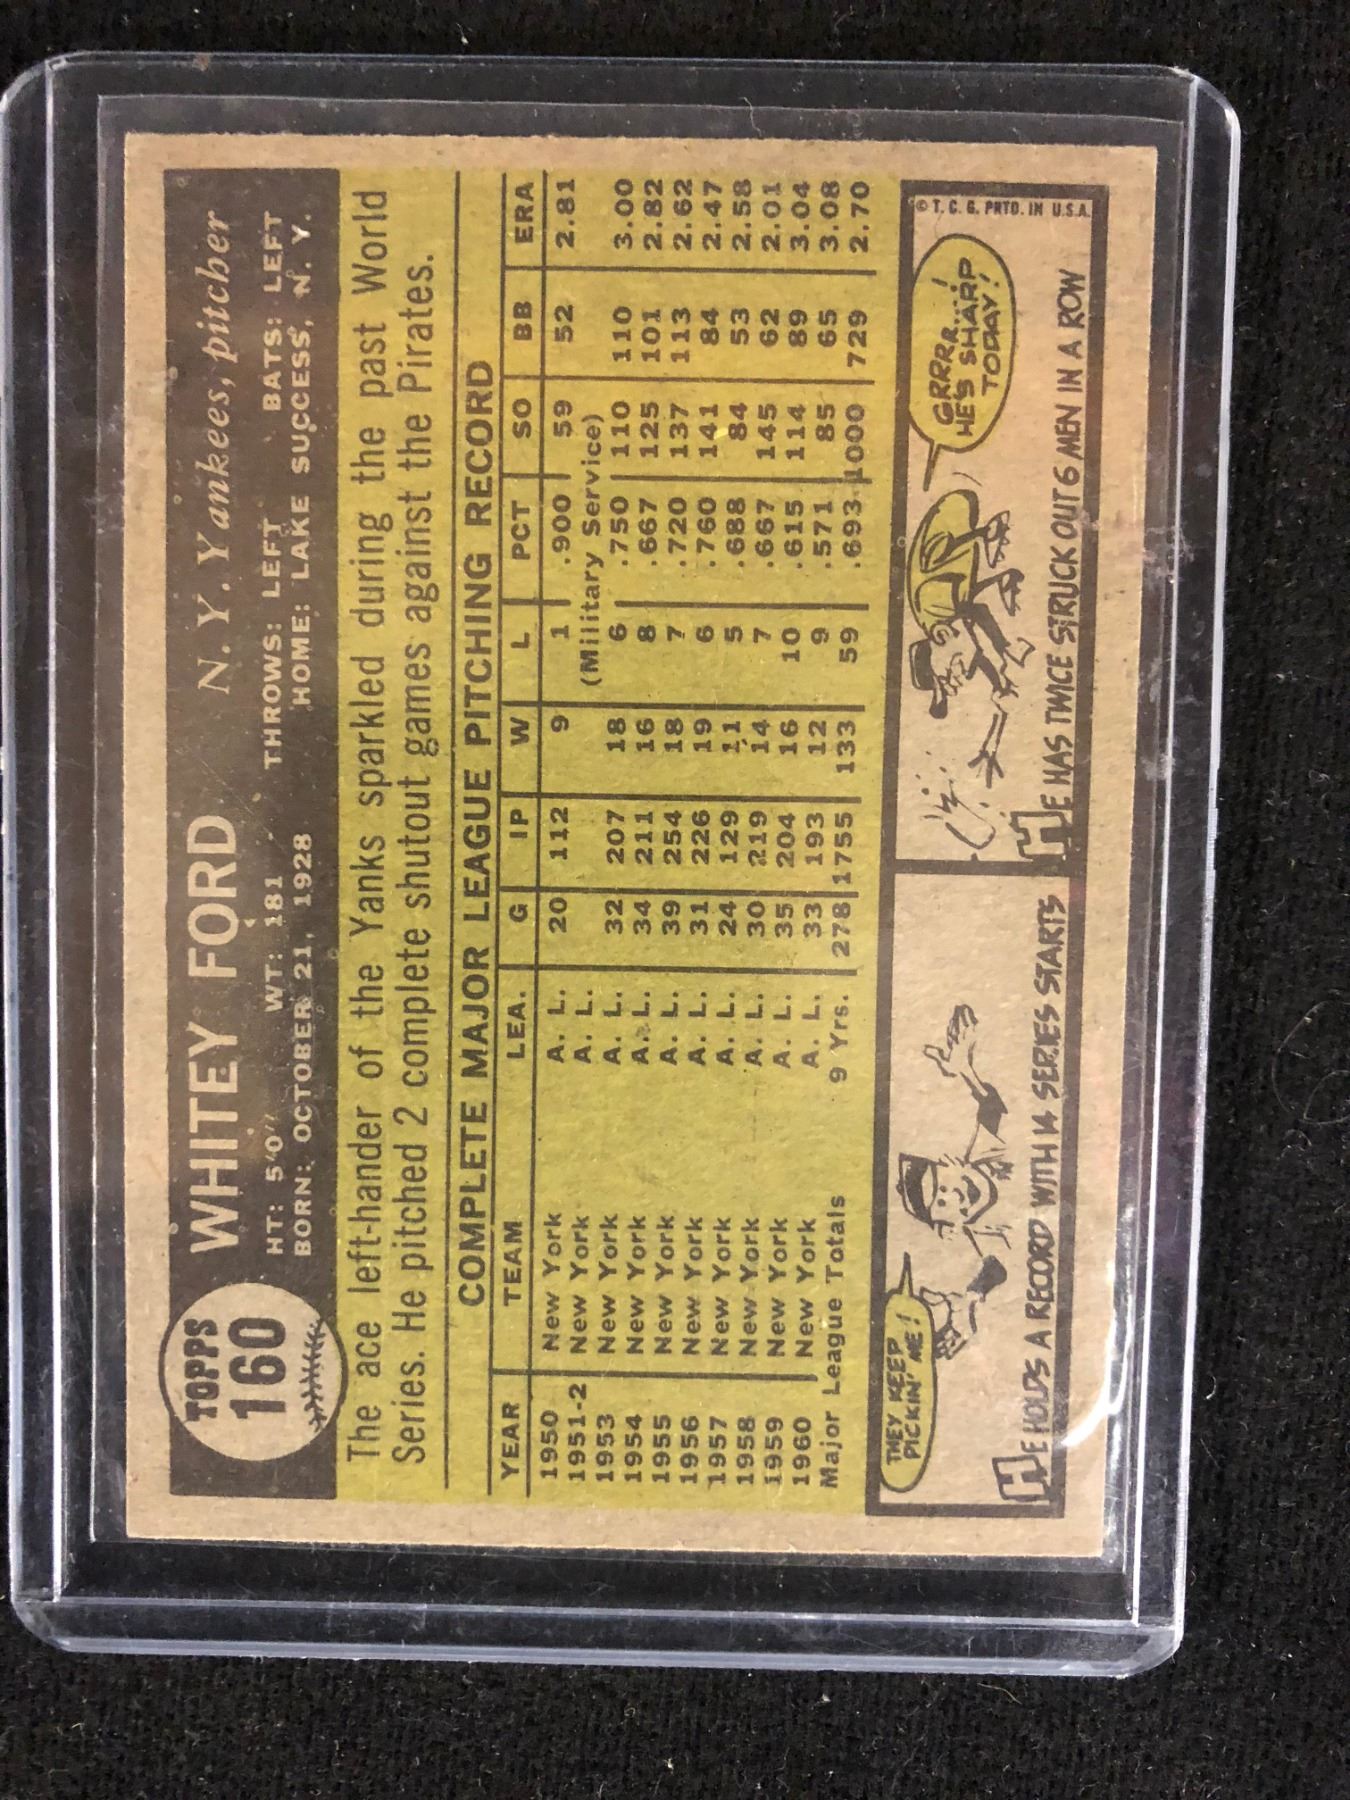 TOPPS
160
WHITEY FORD N. Y. Yankees, pitcher
HT: 5'0" WT: 181 THROWS: LEFT BATS: LEFT
BORN: OCTOBER 21, 1928 HOME: LAKE SUCCESS, N. Y.
The ace left-hander of the Yanks sparkled during the past World
Series. He pitched 2 complete shutout games against the Pirates.
COMPLETE MAJOR LEAGUE PITCHING RECORD
YEAR TEAM LEA. G IP W L PCT SO BB ERA
1950 New York A. L. 20 112 9 1 .900 59 52 2.81
1951-2 New York A. L. (Military Service)
1953 New York A. L. 32 207 18 6 .750 110 110 3.00
1954 New York A. L. 34 211 16 8 .667 125 101 2.82
1955 New York A. L. 39 254 18 7 .720 137 113 2.62
1956 New York A. L. 31 226 19 6 .760 141 84 2.47
1957 New York A. L. 24 129 11 5 .688 84 53 2.58
1958 New York A. L. 30 219 14 7 .667 145 62 2.01
1959 New York A. L. 35 204 16 10 .615 114 89 3.04
1960 New York A. L. 33 193 12 9 .571 85 65 3.08
Major League Totals 9 Yrs. 278 1755 133 59 .693 1000 729 2.70
THEY KEEP
PICKIN' ME!
HE HOLDS A RECORD WITH 14 SERIES STARTS
© T. C. G. PRTD. IN U.S.A.
GRRRR....!
HE'S SHARP
TODAY!
HE HAS TWICE STRUCK OUT 6 MEN IN A ROW